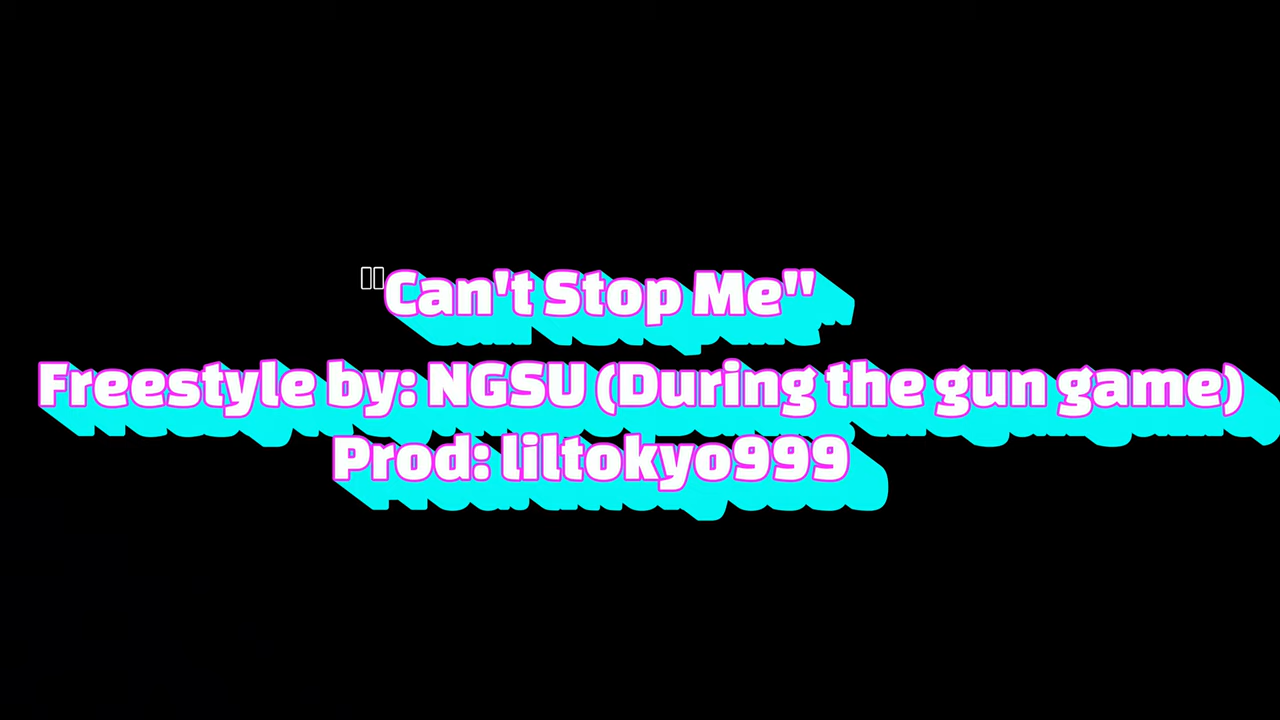 "Can't Stop Me"
Freestyle by: NGSU (During the gun game)
Prod: liltokyo999